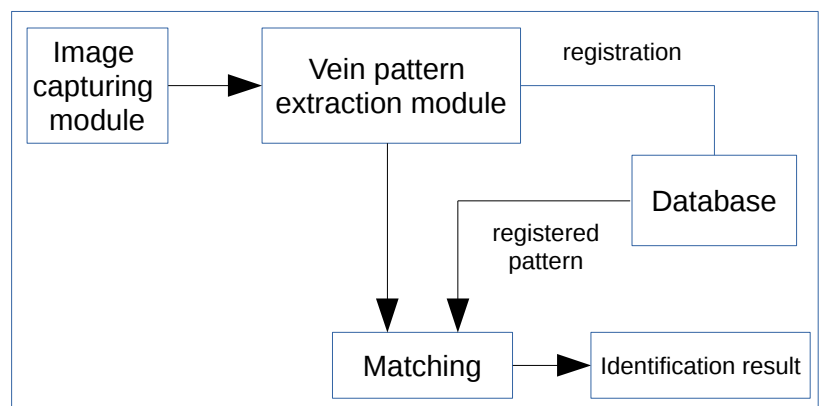 Image
capturing
module
Vein pattern
extraction module
registration
Database
registered
pattern
Matching
Identification result